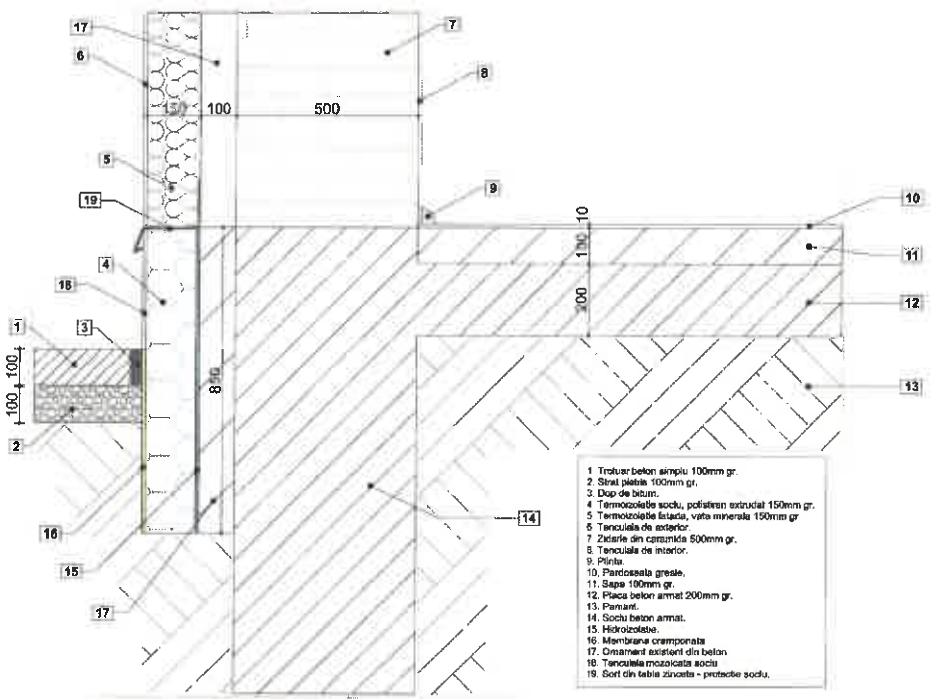 17
7
6
8
150 100 500
5
9
19
10
10
100
11
4
18
200
12
1
3
100
850
13
100
2
14
16
15
17
1 Trotuar beton simplu 100mm gr.
2. Strat pietris 100mm gr.
3. Dop de bitum.
4 Termoizolatie soclu, polistiren extrudat 150mm gr.
5 Termoizolatie fatada, vata minerala 150mm gr
6 Tencuiala de exterior.
7 Zidarie din caramida 500mm gr.
8. Tencuiala de interior.
9. Plinta.
10. Pardoseala gresie.
11. Sapa 100mm gr.
12. Placa beton armat 200mm gr.
13. Pamant.
14. Soclu beton armat.
15. Hidroizolatie.
16. Membrana cramponata
17. Ornament existent din beton
18. Tencuiala mozaicata soclu
19. Sort din tabla zincata - protectie soclu.